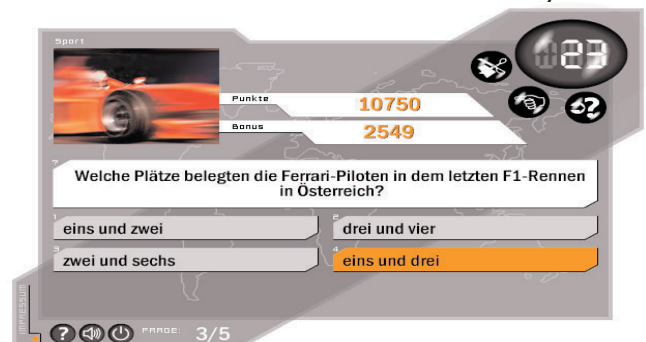 Sport
23
Punkte
10750
Bonus
2549
?
Welche Plätze belegten die Ferrari-Piloten in dem letzten F1-Rennen
in Österreich?
1
eins und zwei
2
drei und vier
3
zwei und sechs
4
eins und drei
IMPRESSUM
?
FRAGE: 3/5